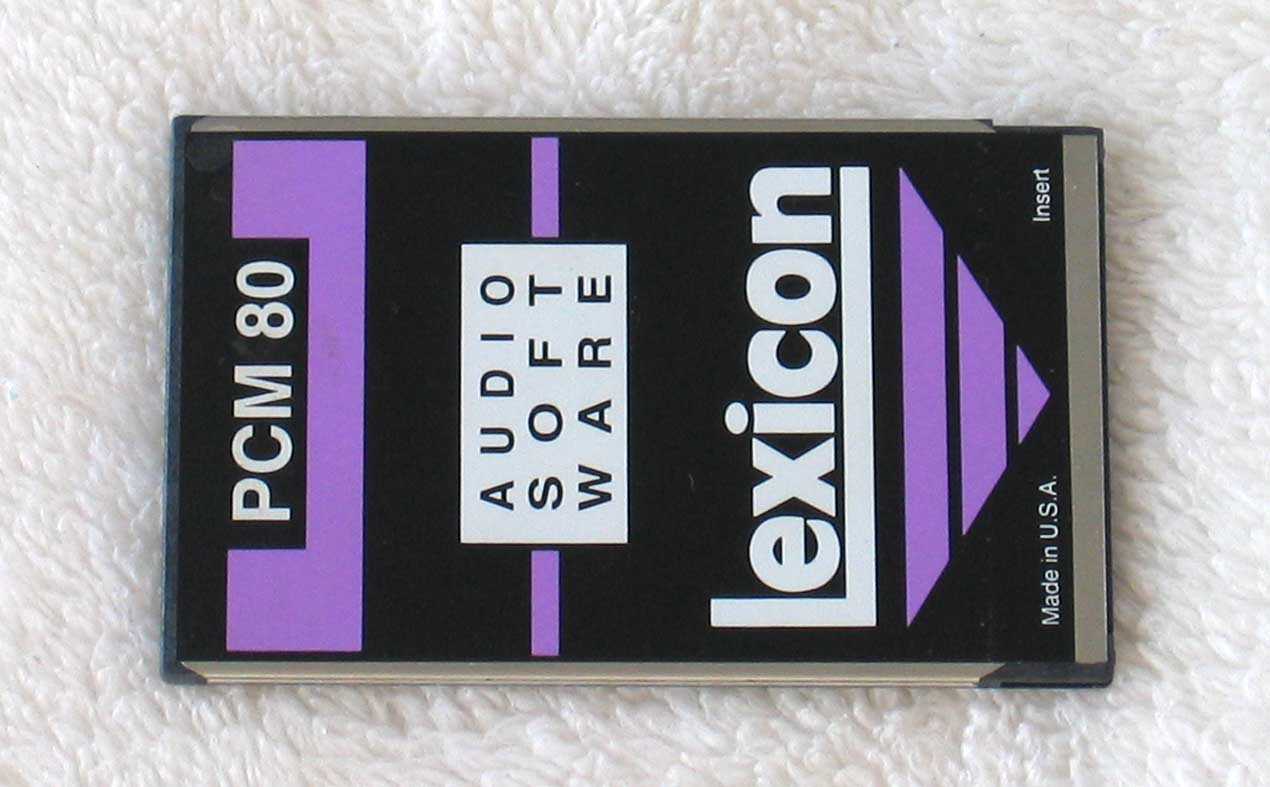 PCM 80
AUDIO
SOFT
WARE
Lexicon
Made in U.S.A.
Insert